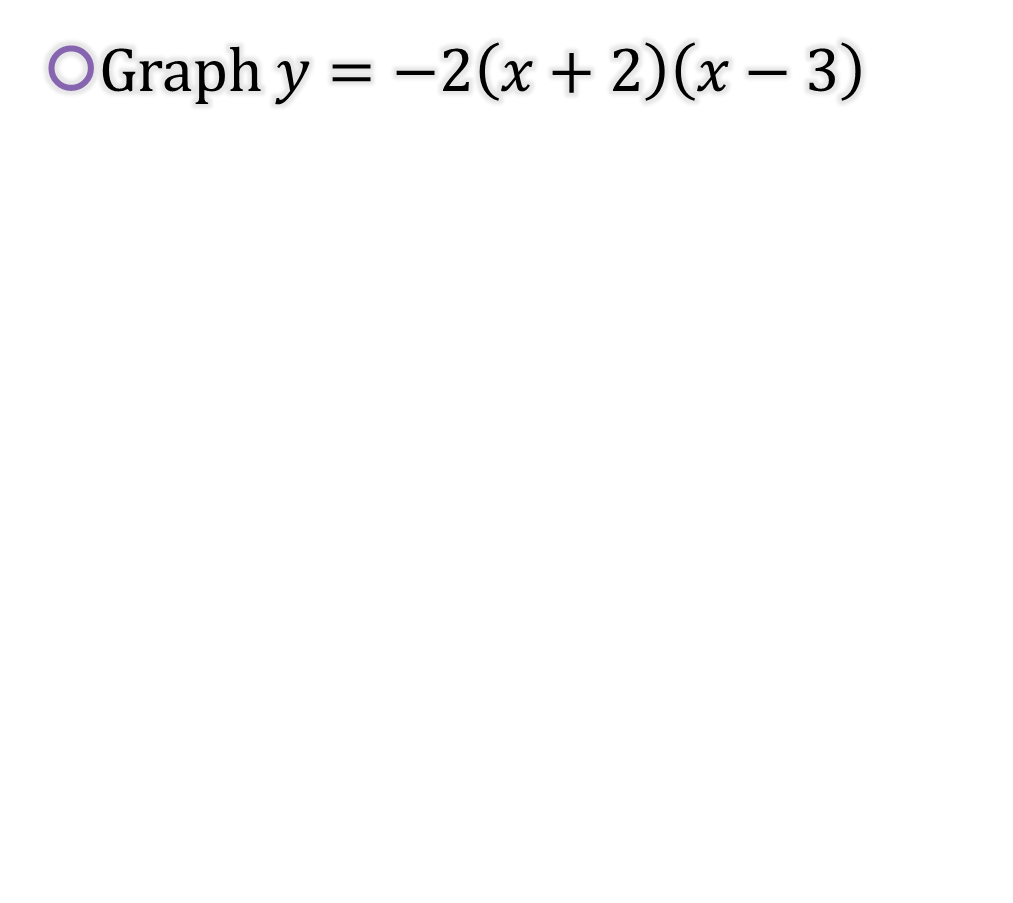 Graph y = −2(x + 2)(x − 3)